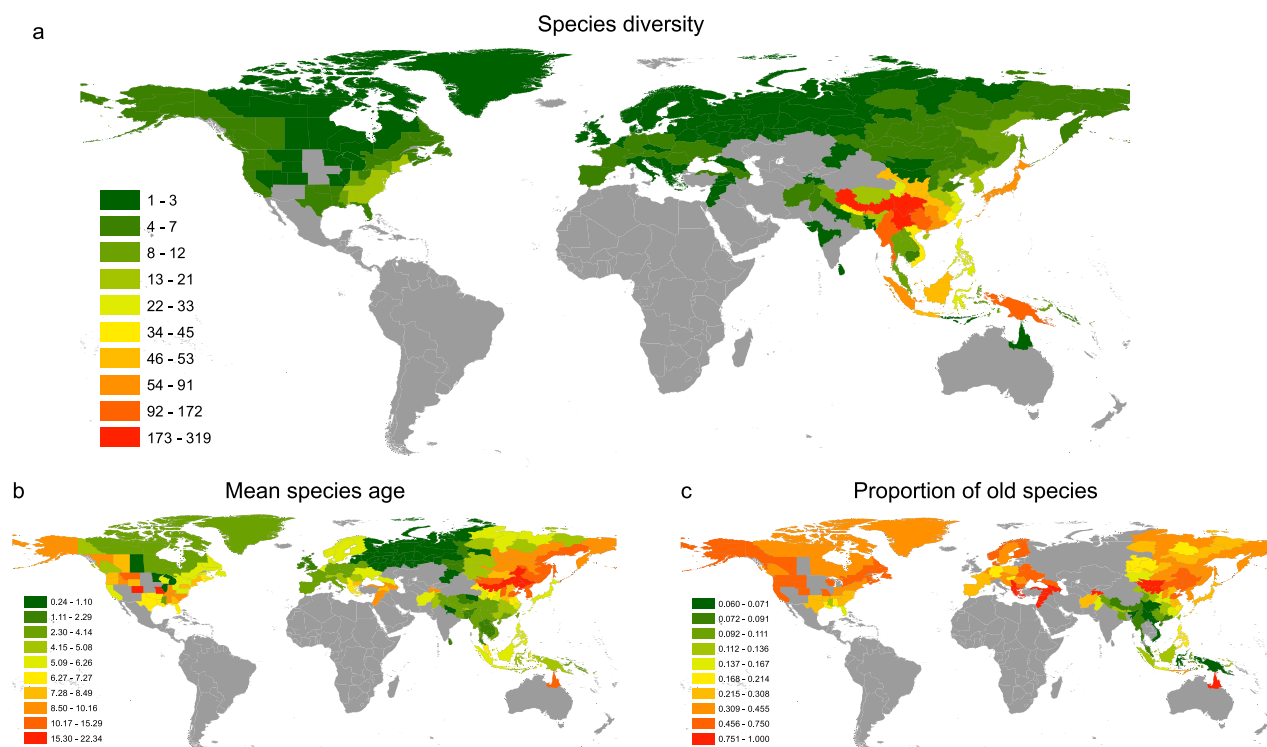 Species diversity
a
1 - 3
4 - 7
8 - 12
13 - 21
22 - 33
34 - 45
46 - 53
54 - 91
92 - 172
173 - 319
b
Mean species age
0.24 - 1.10
1.11 - 2.29
2.30 - 4.14
4.15 - 5.08
5.09 - 6.26
6.27 - 7.27
7.28 - 8.49
8.50 - 10.16
10.17 - 15.29
15.30 - 22.34
c
Proportion of old species
0.060 - 0.071
0.072 - 0.091
0.092 - 0.111
0.112 - 0.136
0.137 - 0.167
0.168 - 0.214
0.215 - 0.308
0.309 - 0.455
0.456 - 0.750
0.751 - 1.000